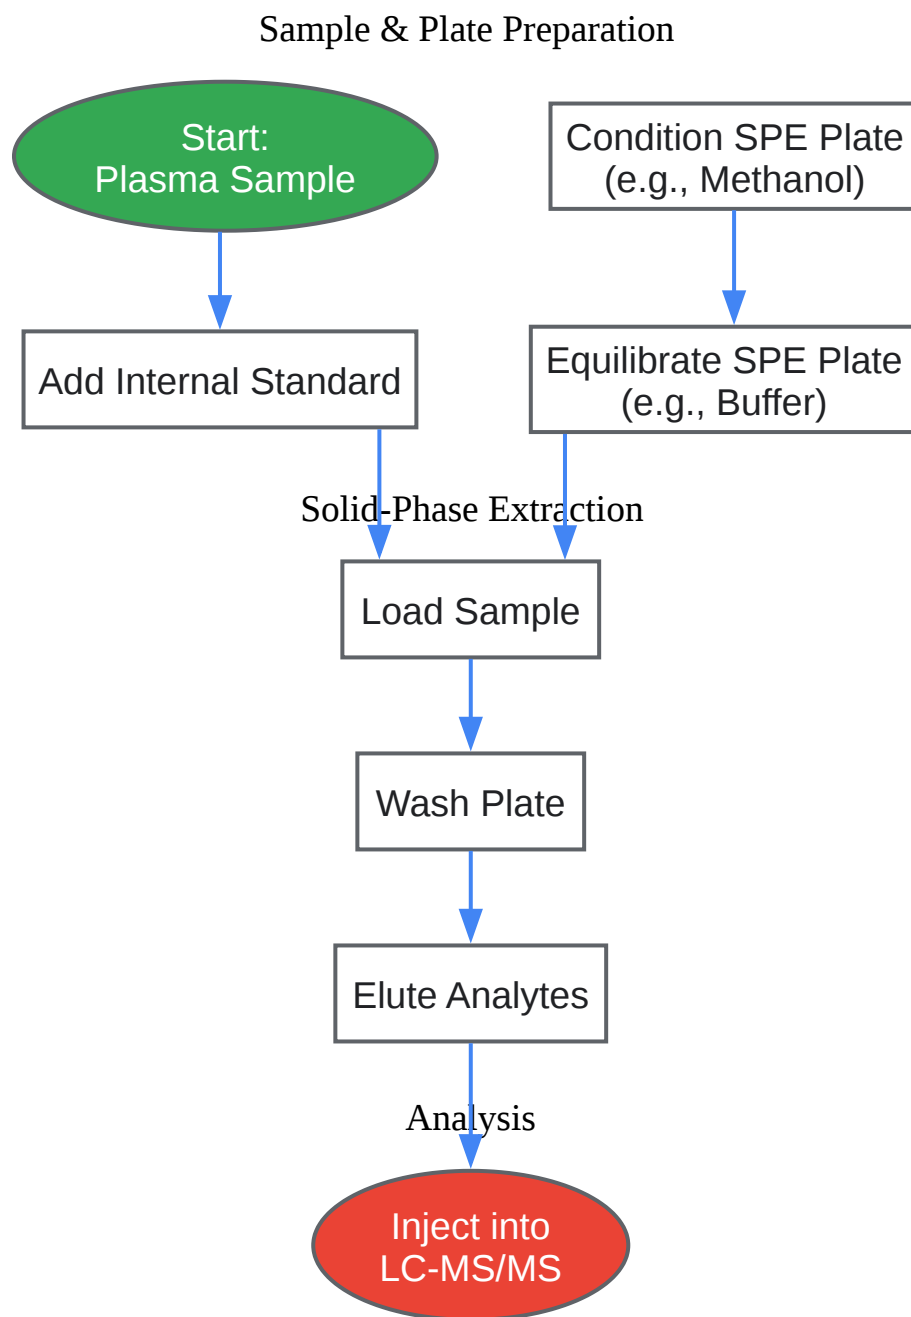 Sample & Plate Preparation
Start:
Plasma Sample
Condition SPE Plate
(e.g., Methanol)
Add Internal Standard
Equilibrate SPE Plate
(e.g., Buffer)
Solid-Phase Extraction
Load Sample
Wash Plate
Elute Analytes
Analysis
Inject into
LC-MS/MS